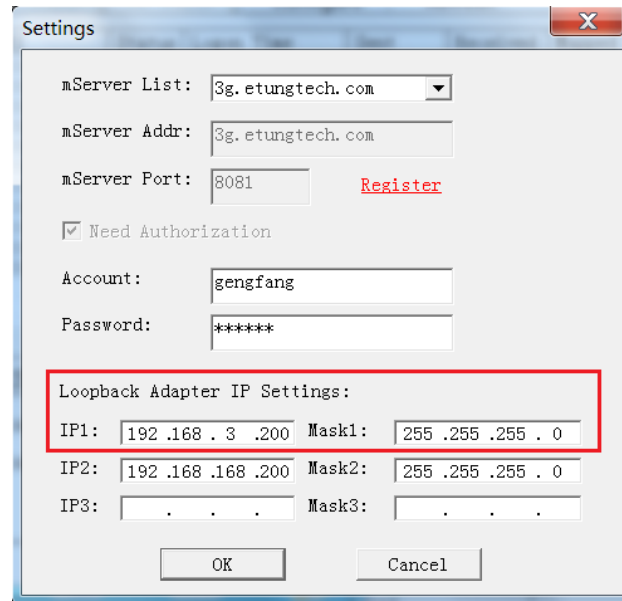 Settings
mServer List: 3g.etungtech.com
mServer Addr: 3g.etungtech.com
mServer Port: 8081 Register
Need Authorization
Account: gengfang
Password: ******
Loopback Adapter IP Settings:
IP1: 192 .168 . 3 .200 Mask1: 255 .255 .255 . 0
IP2: 192 .168 .168 .200 Mask2: 255 .255 .255 . 0
IP3: . . . Mask3: . . .
OK Cancel